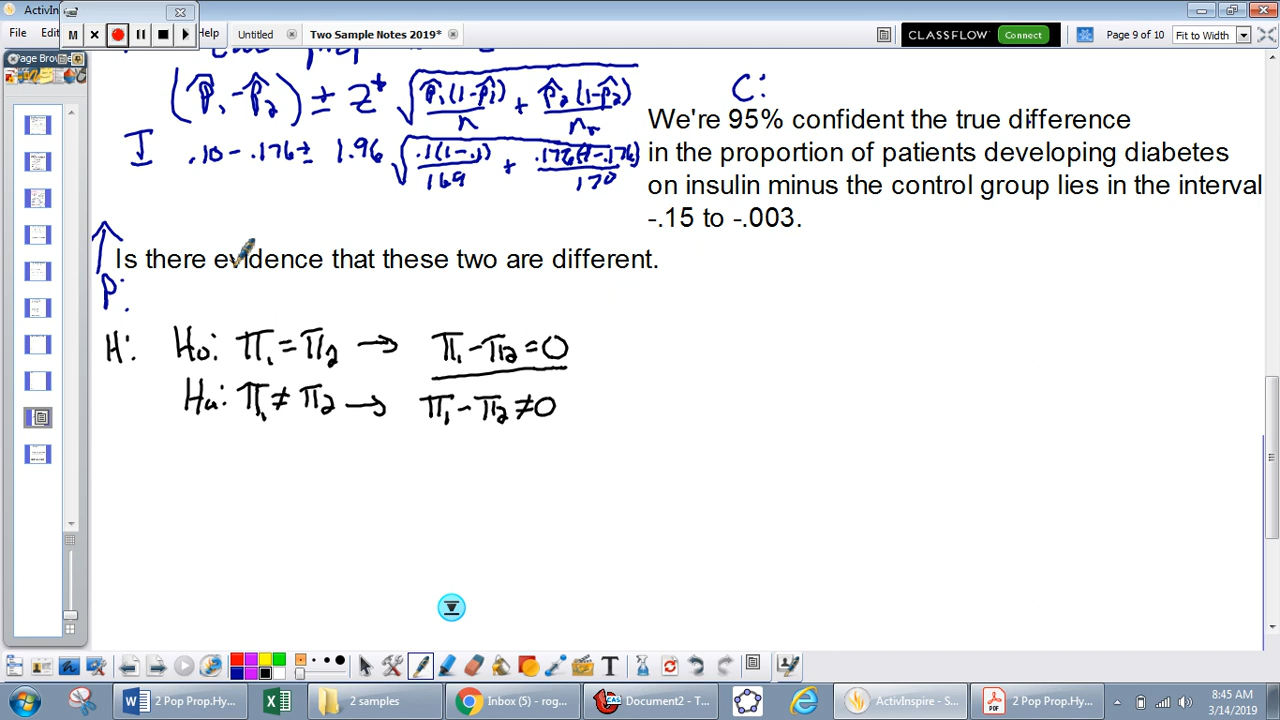 ActivIn
File
Edit
Help
Untitled
Two Sample Notes 2019*
CLASSFLOW
Connect
Page 9 of 10
Fit to Width
Page Brow
M
(p̂₁-p̂₂) ± z* √(p̂₁(1-p̂₁)/n + p̂₂(1-p̂₂)/n₂)
C:
I .10 - .176 ± 1.96 √(.1(1-.1)/169 + .176(1-.176)/170)
We're 95% confident the true difference
in the proportion of patients developing diabetes
on insulin minus the control group lies in the interval
-.15 to -.003.
Is there evidence that these two are different.
P:
H: H₀: π₁ = π₂ → π₁ - π₂ = 0
Hₐ: π₁ ≠ π₂ → π₁ - π₂ ≠ 0
T
2 Pop Prop.Hy...
2 samples
Inbox (5) - rog...
Document2 - T...
ActivInspire - S...
2 Pop Prop.Hy...
8:45 AM
3/14/2019